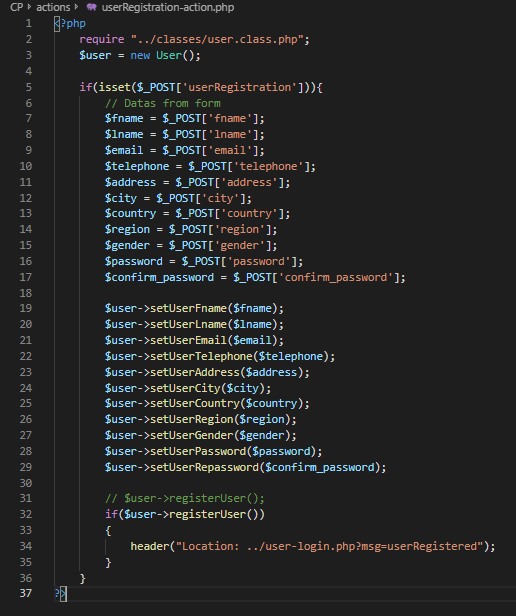 CP > actions > userRegistration-action.php
1 <?php
2 require "../classes/user.class.php";
3 $user = new User();
4
5 if(isset($_POST['userRegistration'])){
6 // Datas from form
7 $fname = $_POST['fname'];
8 $lname = $_POST['lname'];
9 $email = $_POST['email'];
10 $telephone = $_POST['telephone'];
11 $address = $_POST['address'];
12 $city = $_POST['city'];
13 $country = $_POST['country'];
14 $region = $_POST['region'];
15 $gender = $_POST['gender'];
16 $password = $_POST['password'];
17 $confirm_password = $_POST['confirm_password'];
18
19 $user->setUserFname($fname);
20 $user->setUserLname($lname);
21 $user->setUserEmail($email);
22 $user->setUserTelephone($telephone);
23 $user->setUserAddress($address);
24 $user->setUserCity($city);
25 $user->setUserCountry($country);
26 $user->setUserRegion($region);
27 $user->setUserGender($gender);
28 $user->setUserPassword($password);
29 $user->setUserRepassword($confirm_password);
30
31 // $user->registerUser();
32 if($user->registerUser())
33 {
34 header("Location: ../user-login.php?msg=userRegistered");
35 }
36 }
37 ?>